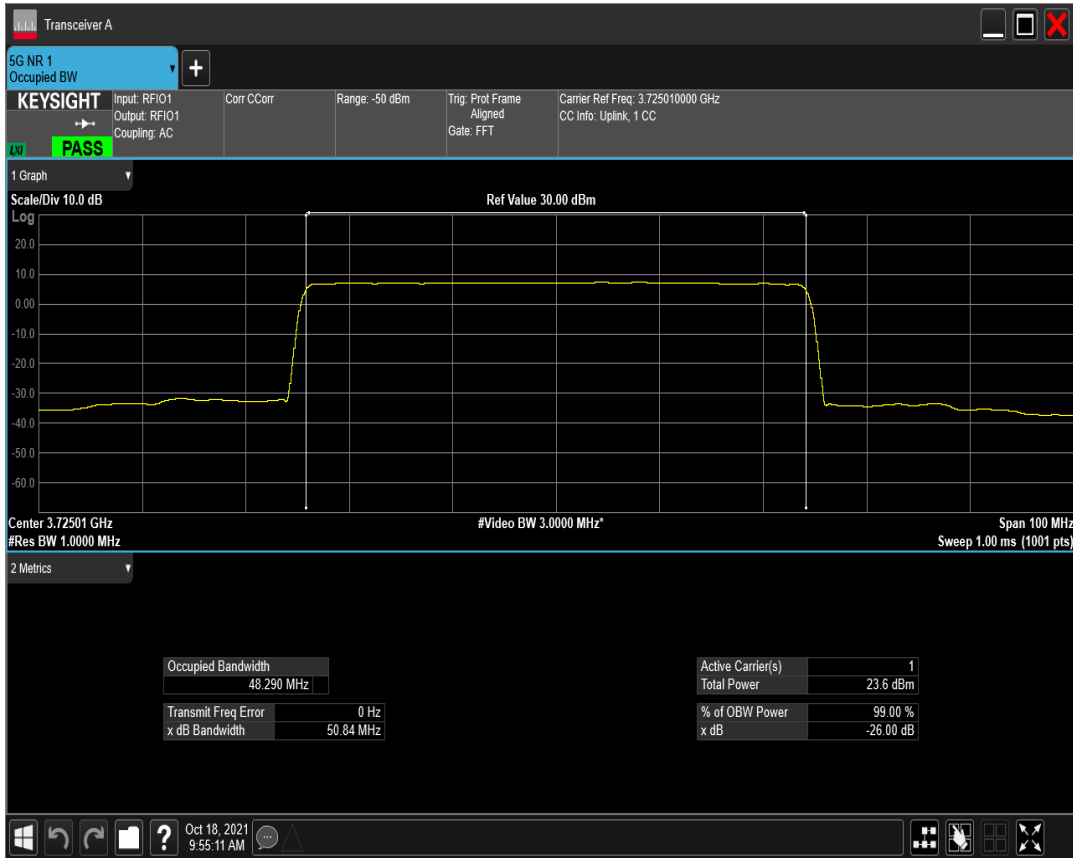 Transceiver A
5G NR 1
Occupied BW
KEYSIGHT
LXI
PASS
Input: RFIO1
Output: RFIO1
Coupling: AC
Corr CCorr
Range: -50 dBm
Trig: Prot Frame
Aligned
Gate: FFT
Carrier Ref Freq: 3.725010000 GHz
CC Info: Uplink, 1 CC
1 Graph
Scale/Div 10.0 dB
Ref Value 30.00 dBm
Log
20.0
10.0
0.00
-10.0
-20.0
-30.0
-40.0
-50.0
-60.0
Center 3.72501 GHz
#Video BW 3.0000 MHz*
Span 100 MHz
#Res BW 1.0000 MHz
Sweep 1.00 ms (1001 pts)
2 Metrics
Occupied Bandwidth
48.290 MHz
Transmit Freq Error 0 Hz
x dB Bandwidth 50.84 MHz
Active Carrier(s) 1
Total Power 23.6 dBm
% of OBW Power 99.00 %
x dB -26.00 dB
?
Oct 18, 2021
9:55:11 AM